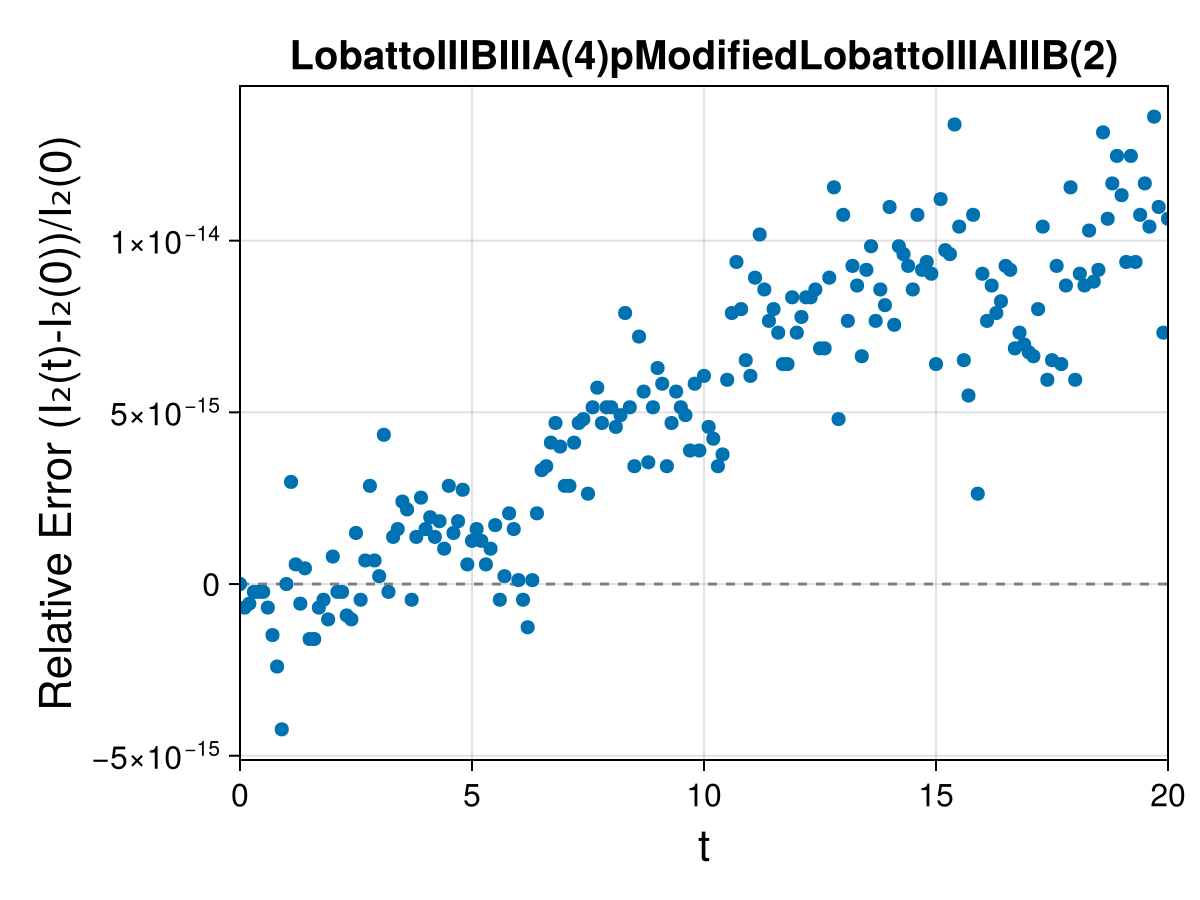 LobattoIIIBIIIA(4)pModifiedLobattoIIIAIIIB(2)
Relative Error (I₂(t)-I₂(0))/I₂(0)
1×10⁻¹⁴
5×10⁻¹⁵
0
−5×10⁻¹⁵
0 5 10 15 20
t